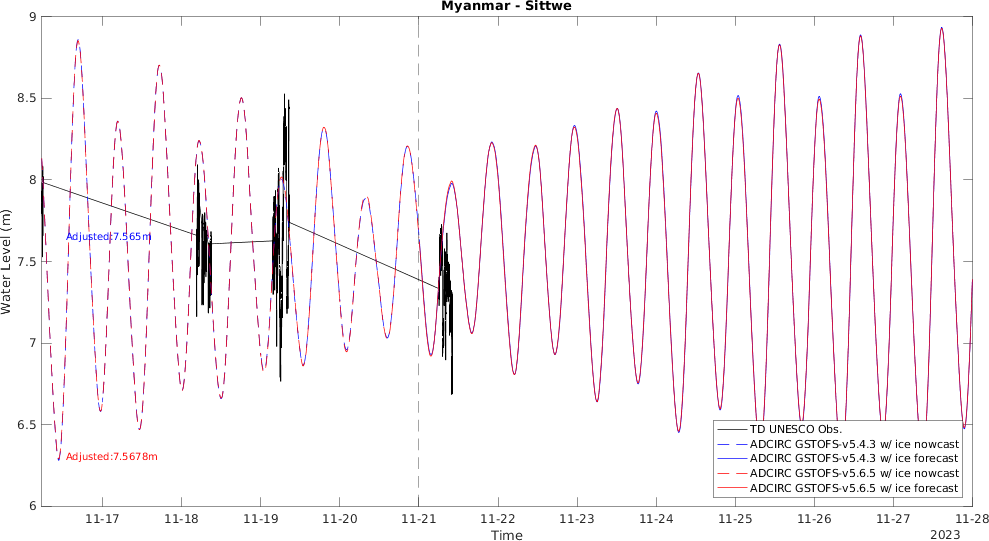 Myanmar - Sittwe
Water Level (m)
9
8.5
8
7.5
7
6.5
6
Adjusted:7.565m
Adjusted:7.5678m
TD UNESCO Obs.
ADCIRC GSTOFS-v5.4.3 w/ ice nowcast
ADCIRC GSTOFS-v5.4.3 w/ ice forecast
ADCIRC GSTOFS-v5.6.5 w/ ice nowcast
ADCIRC GSTOFS-v5.6.5 w/ ice forecast
11-17 11-18 11-19 11-20 11-21 11-22 11-23 11-24 11-25 11-26 11-27 11-28
Time
2023